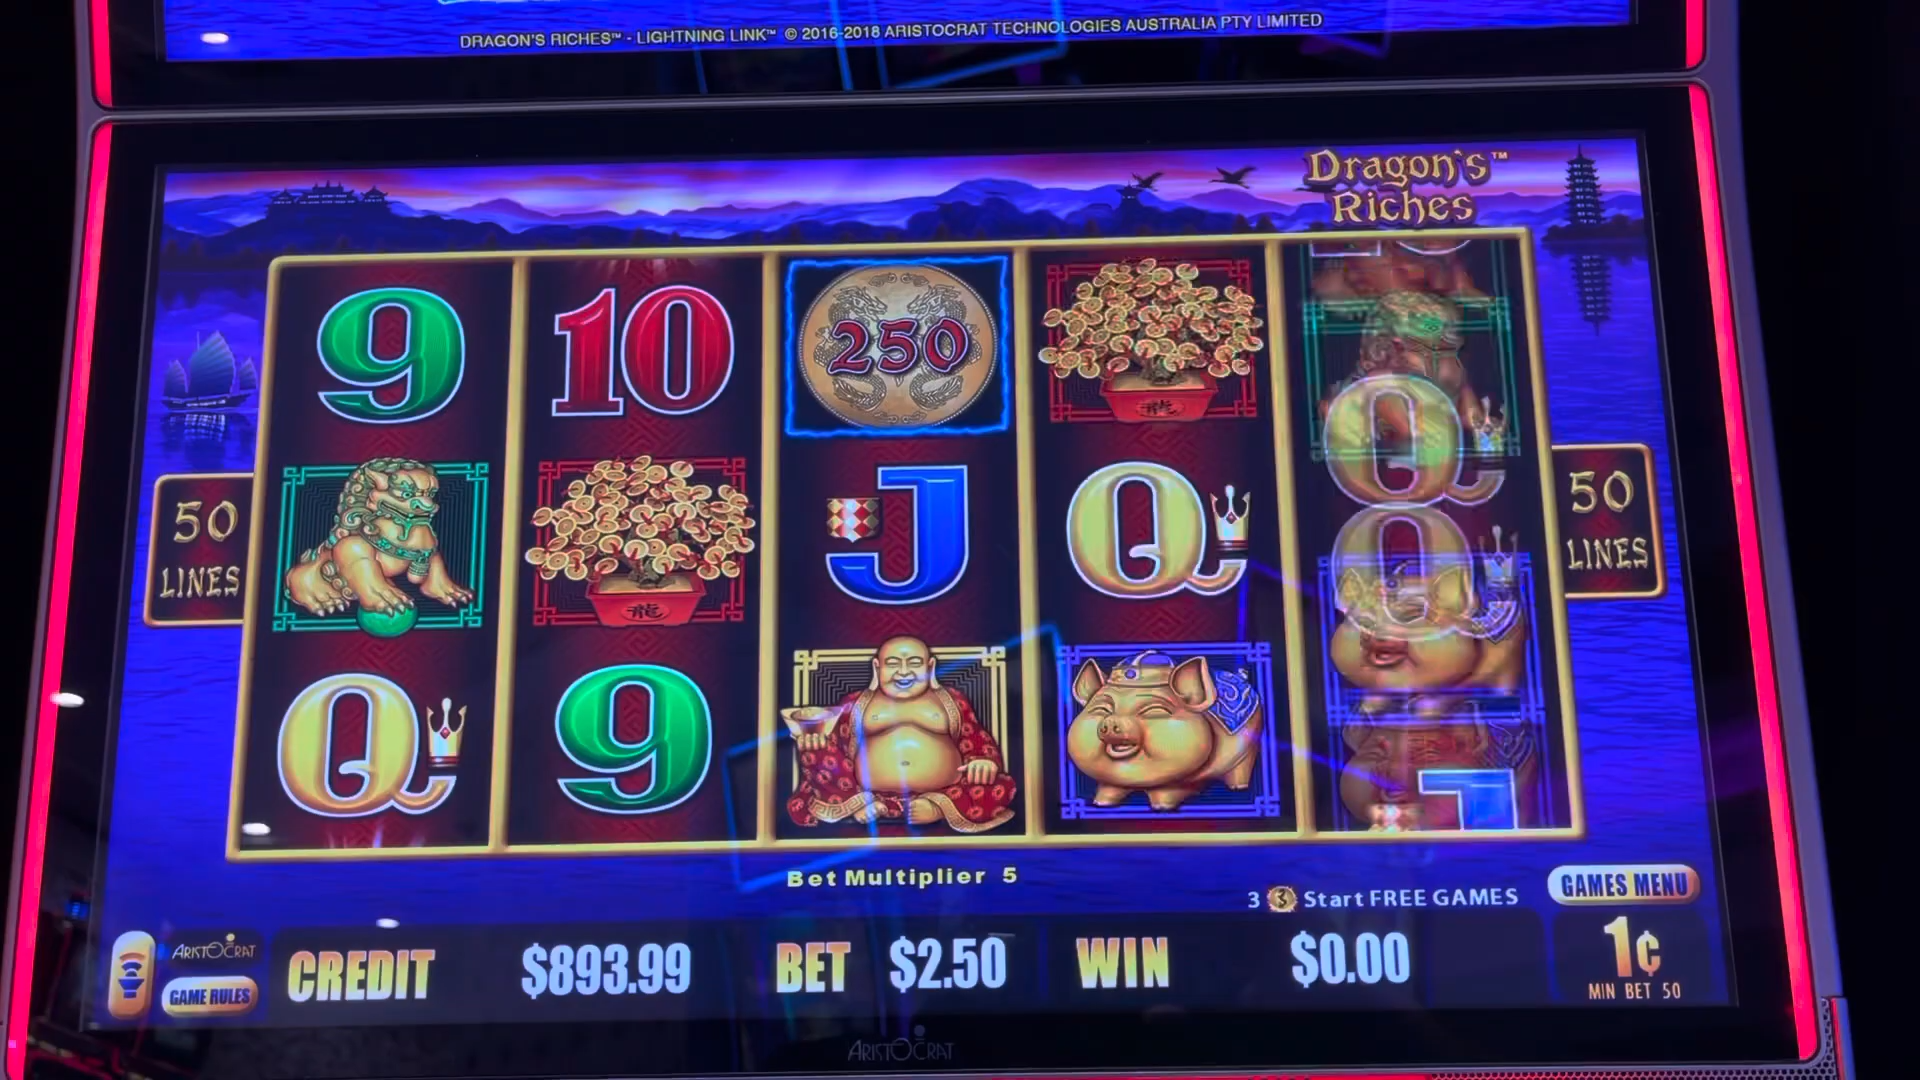 DRAGON'S RICHES™ - LIGHTNING LINK™ © 2016-2018 ARISTOCRAT TECHNOLOGIES AUSTRALIA PTY LIMITED
Dragon's™
Riches
9 10 250
龍
50
LINES
J Q
龍
50
LINES
Q 9
Bet Multiplier 5
3 Start FREE GAMES
GAMES MENU
ARISTOCRAT
GAME RULES
CREDIT $893.99 BET $2.50 WIN $0.00
1¢
MIN BET 50
ARISTOCRAT